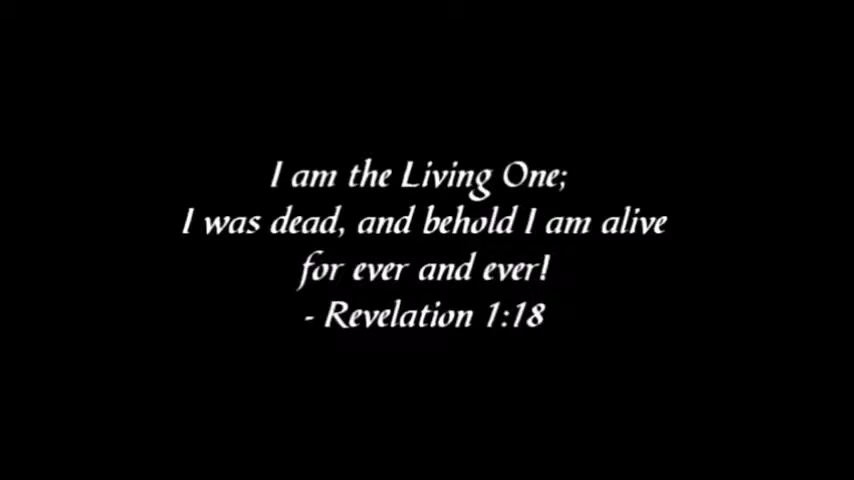 I am the Living One;
I was dead, and behold I am alive
for ever and ever!
- Revelation 1:18